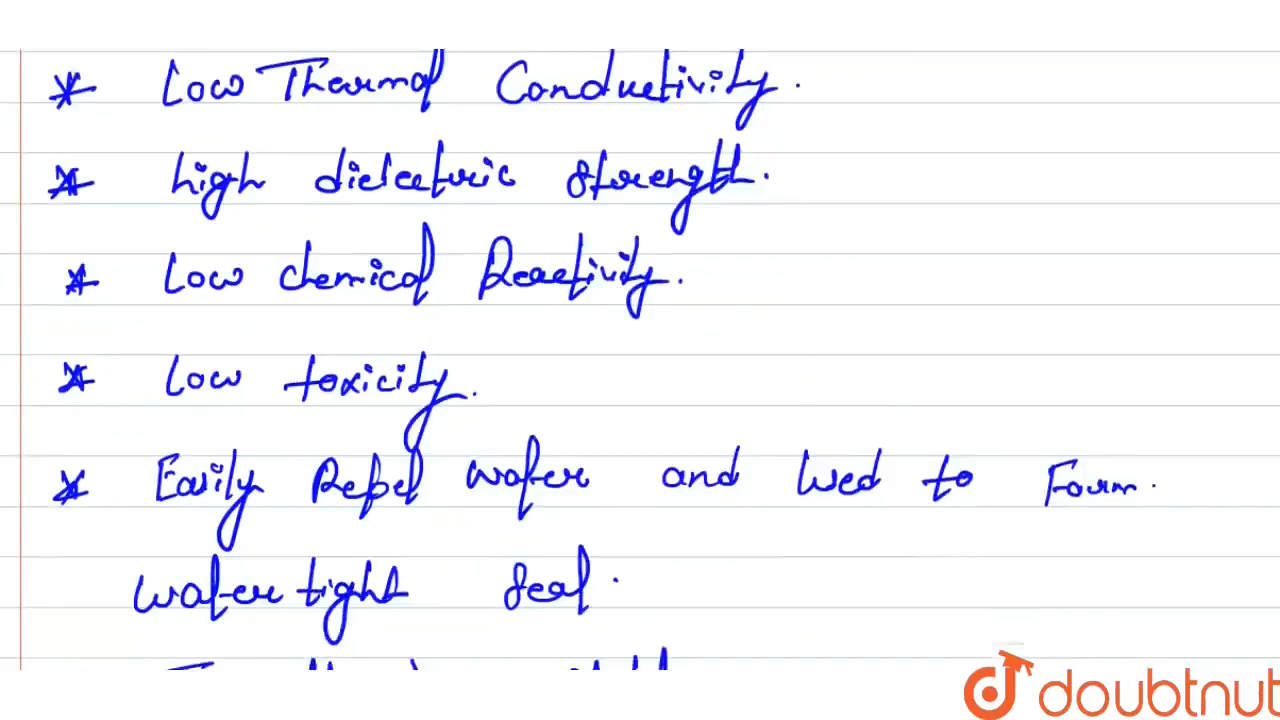 * Low Thermal Conductivity.
* high dielectric strength.
* Low chemical Reactivity.
* Low toxicity.
* Easily Repel water and Used to Form.
water tight seal.
doubtnut